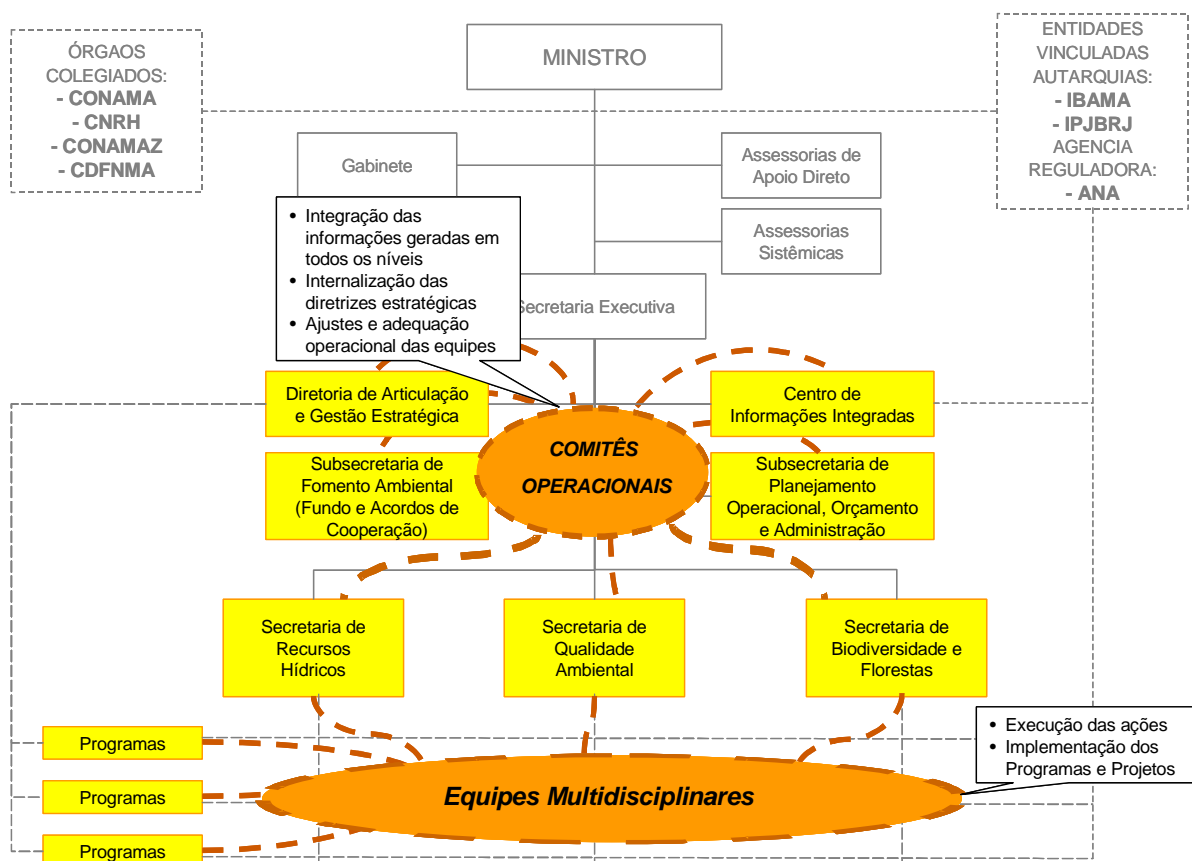 ÓRGAOS
COLEGIADOS:
- CONAMA
- CNRH
- CONAMAZ
- CDFNMA
MINISTRO
ENTIDADES
VINCULADAS
AUTARQUIAS:
- IBAMA
- IPJBRJ
AGENCIA
REGULADORA:
- ANA
Gabinete
Assessorias de
Apoio Direto
Assessorias
Sistêmicas
• Integração das
informações geradas em
todos os níveis
• Internalização das
diretrizes estratégicas
• Ajustes e adequação
operacional das equipes
Secretaria Executiva
Diretoria de Articulação
e Gestão Estratégica
Centro de
Informações Integradas
COMITÊS
OPERACIONAIS
Subsecretaria de
Fomento Ambiental
(Fundo e Acordos de
Cooperação)
Subsecretaria de
Planejamento
Operacional, Orçamento
e Administração
Secretaria de
Recursos
Hídricos
Secretaria de
Qualidade
Ambiental
Secretaria de
Biodiversidade e
Florestas
Programas
Programas
Programas
Equipes Multidisciplinares
• Execução das ações
• Implementação dos
Programas e Projetos